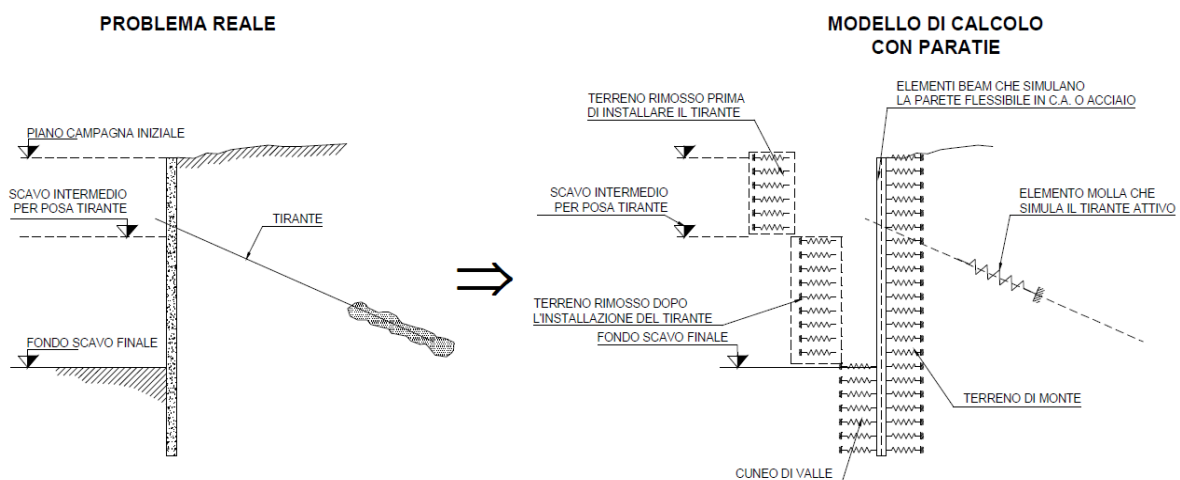 PROBLEMA REALE
PIANO CAMPAGNA INIZIALE
SCAVO INTERMEDIO
PER POSA TIRANTE
TIRANTE
FONDO SCAVO FINALE
MODELLO DI CALCOLO
CON PARATIE
ELEMENTI BEAM CHE SIMULANO
LA PARETE FLESSIBILE IN C.A. O ACCIAIO
TERRENO RIMOSSO PRIMA
DI INSTALLARE IL TIRANTE
SCAVO INTERMEDIO
PER POSA TIRANTE
ELEMENTO MOLLA CHE
SIMULA IL TIRANTE ATTIVO
TERRENO RIMOSSO DOPO
L'INSTALLAZIONE DEL TIRANTE
FONDO SCAVO FINALE
TERRENO DI MONTE
CUNEO DI VALLE